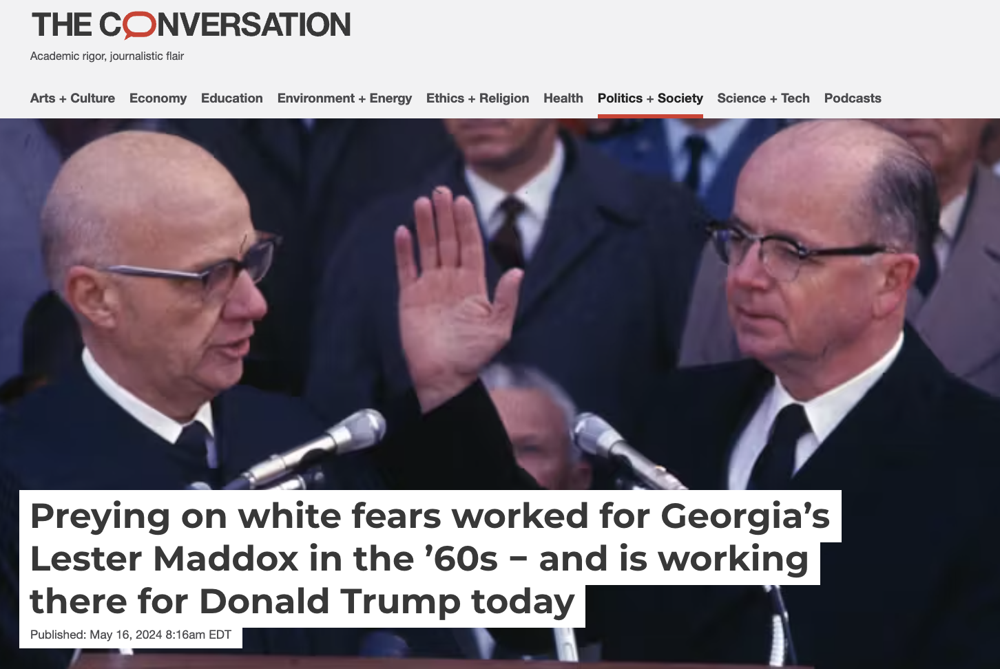 THE CONVERSATION
Academic rigor, journalistic flair
Arts + Culture Economy Education Environment + Energy Ethics + Religion Health Politics + Society Science + Tech Podcasts
Preying on white fears worked for Georgia’s
Lester Maddox in the ’60s – and is working
there for Donald Trump today
Published: May 16, 2024 8:16am EDT